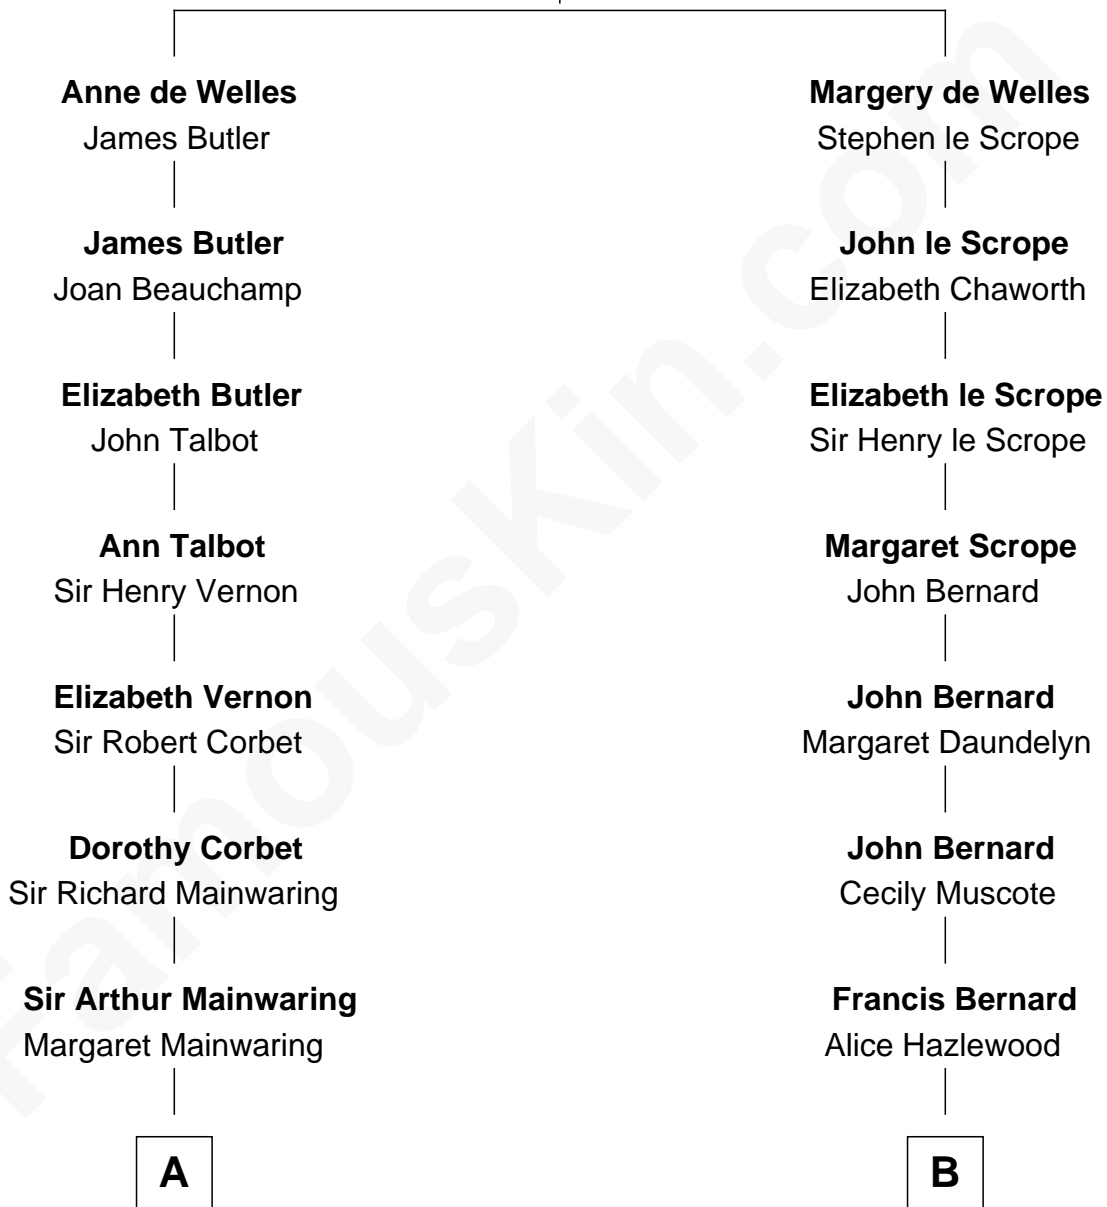 Anne de Welles
James Butler
James Butler
Joan Beauchamp
Elizabeth Butler
John Talbot
Ann Talbot
Sir Henry Vernon
Elizabeth Vernon
Sir Robert Corbet
Dorothy Corbet
Sir Richard Mainwaring
Sir Arthur Mainwaring
Margaret Mainwaring
A
Margery de Welles
Stephen le Scrope
John le Scrope
Elizabeth Chaworth
Elizabeth le Scrope
Sir Henry le Scrope
Margaret Scrope
John Bernard
John Bernard
Margaret Daundelyn
John Bernard
Cecily Muscote
Francis Bernard
Alice Hazlewood
B
FamousKin.com